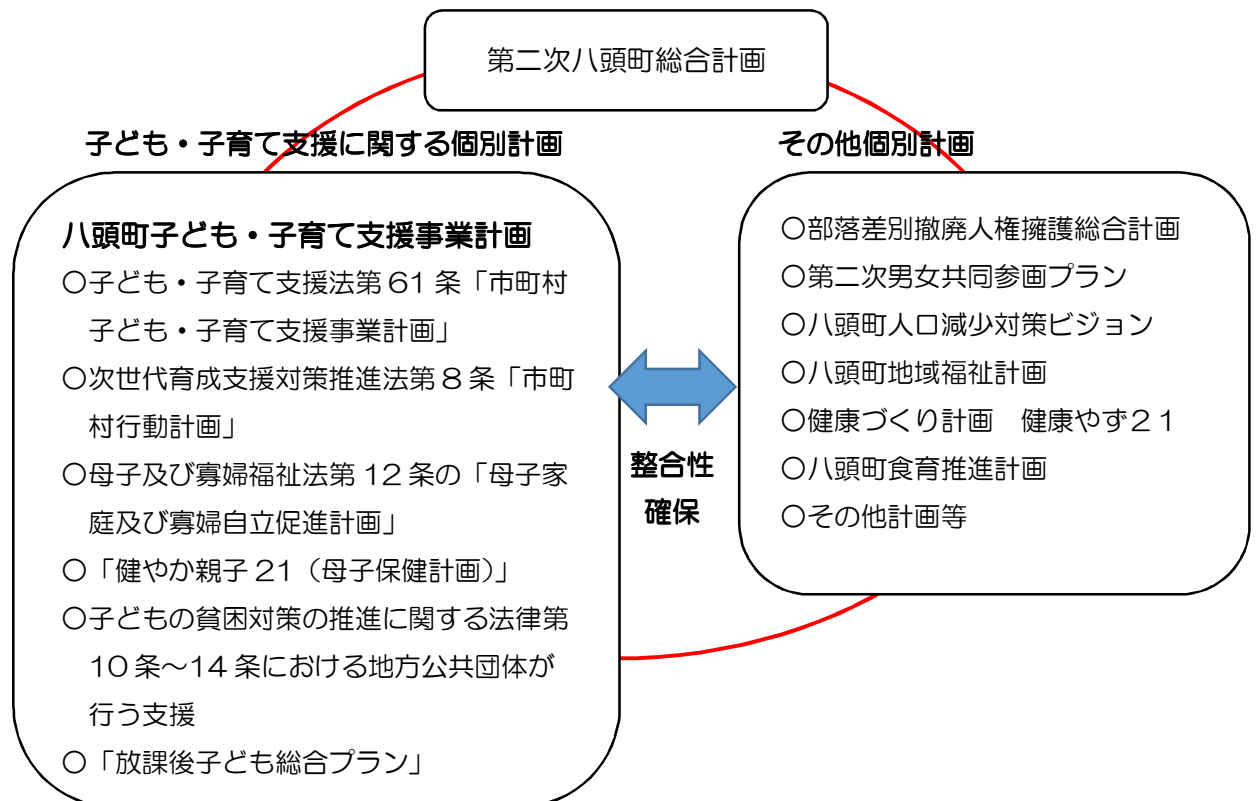 第二次八頭町総合計画
子ども・子育て支援に関する個別計画
その他個別計画
八頭町子ども・子育て支援事業計画
〇子ども・子育て支援法第61条「市町村
子ども・子育て支援事業計画」
〇次世代育成支援対策推進法第8条「市町
村行動計画」
〇母子及び寡婦福祉法第12条の「母子家
庭及び寡婦自立促進計画」
〇「健やか親子21（母子保健計画）」
〇子どもの貧困対策の推進に関する法律第
10条～14条における地方公共団体が
行う支援
〇「放課後子ども総合プラン」
整合性
確保
〇部落差別撤廃人権擁護総合計画
〇第二次男女共同参画プラン
〇八頭町人口減少対策ビジョン
〇八頭町地域福祉計画
〇健康づくり計画　健康やず２１
〇八頭町食育推進計画
〇その他計画等